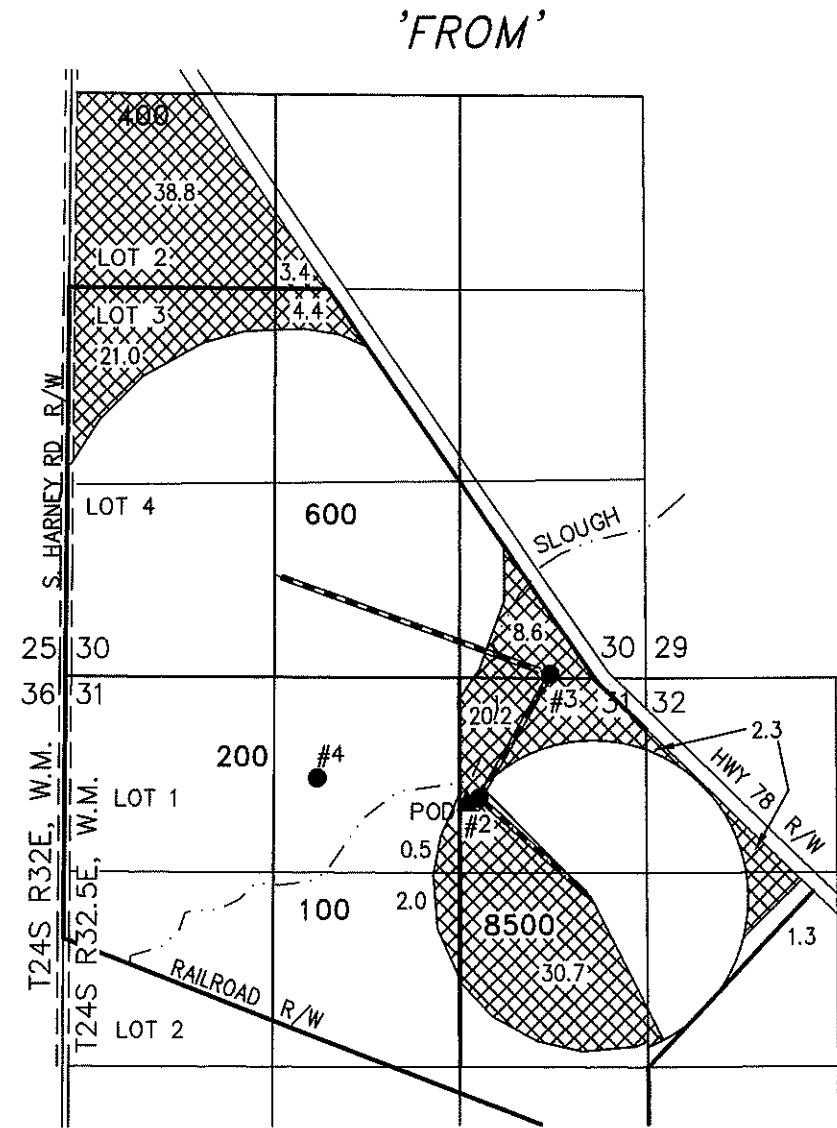 'FROM'
400
38.8
LOT 2
3.4
LOT 3
4.4
21.0
S. HARNEY RD R/W
LOT 4
600
SLOUGH
8.6
25 30
30 29
36 31
31 32
#3
20.2
2.3
200
#4
HWY 78 R/W
LOT 1
POD
#2
0.5
T24S R32E, W.M.
T24S R32.5E, W.M.
100
2.0
8500
1.3
30.7
RAILROAD R/W
LOT 2